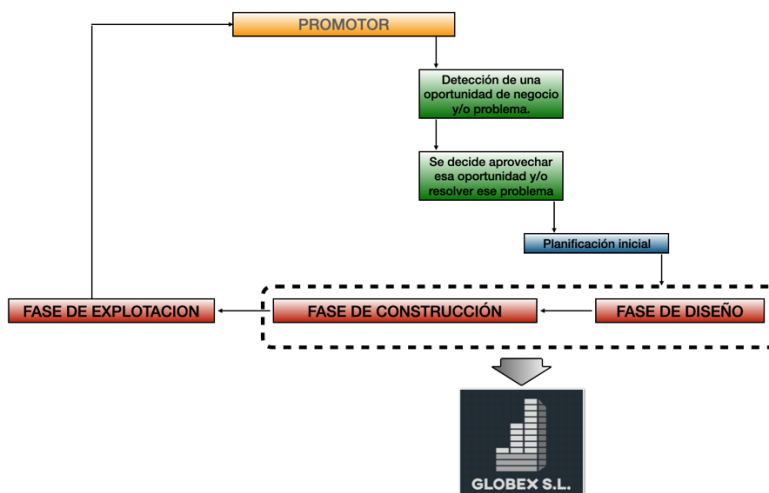 PROMOTOR
Detección de una
oportunidad de negocio
y/o problema.
Se decide aprovechar
esa oportunidad y/o
resolver ese problema
Planificación inicial
FASE DE EXPLOTACION
FASE DE CONSTRUCCIÓN
FASE DE DISEÑO
GLOBEX S.L.